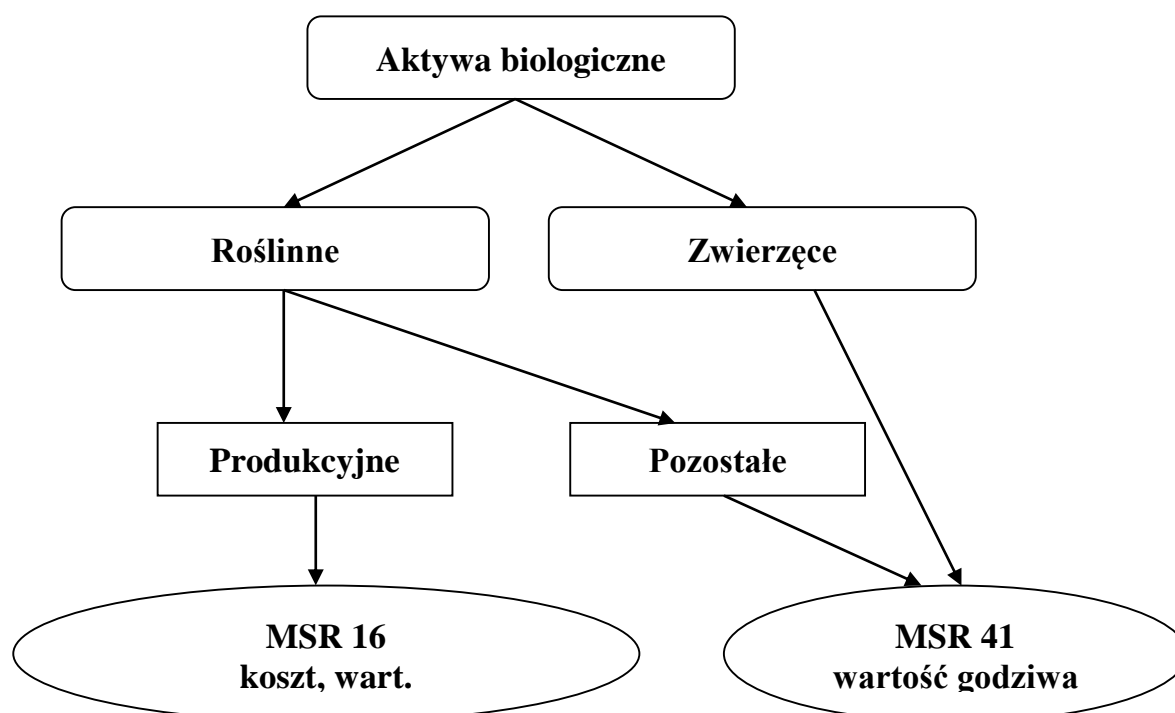 Aktywa biologiczne
Roślinne
Zwierzęce
Produkcyjne
Pozostałe
MSR 16
koszt, wart.
MSR 41
wartość godziwa